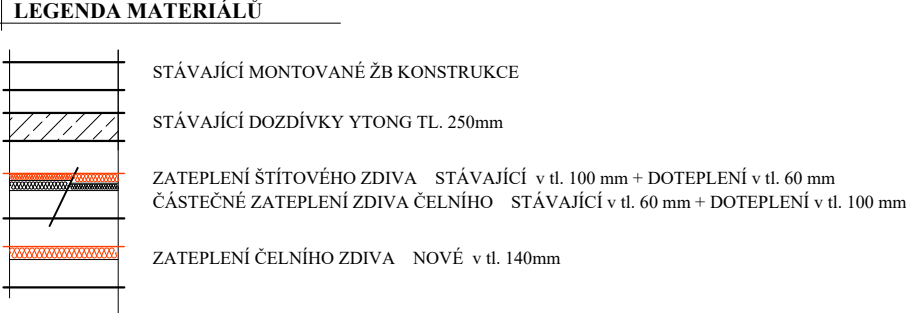 LEGENDA MATERIÁLŮ
STÁVAJÍCÍ MONTOVANÉ ŽB KONSTRUKCE
STÁVAJÍCÍ DOZDÍVKY YTONG TL. 250mm
ZATEPLENÍ ŠTÍTOVÉHO ZDIVA STÁVAJÍCÍ v tl. 100 mm + DOTEPLENÍ v tl. 60 mm
ČÁSTEČNÉ ZATEPLENÍ ZDIVA ČELNÍHO STÁVAJÍCÍ v tl. 60 mm + DOTEPLENÍ v tl. 100 mm
ZATEPLENÍ ČELNÍHO ZDIVA NOVÉ v tl. 140mm